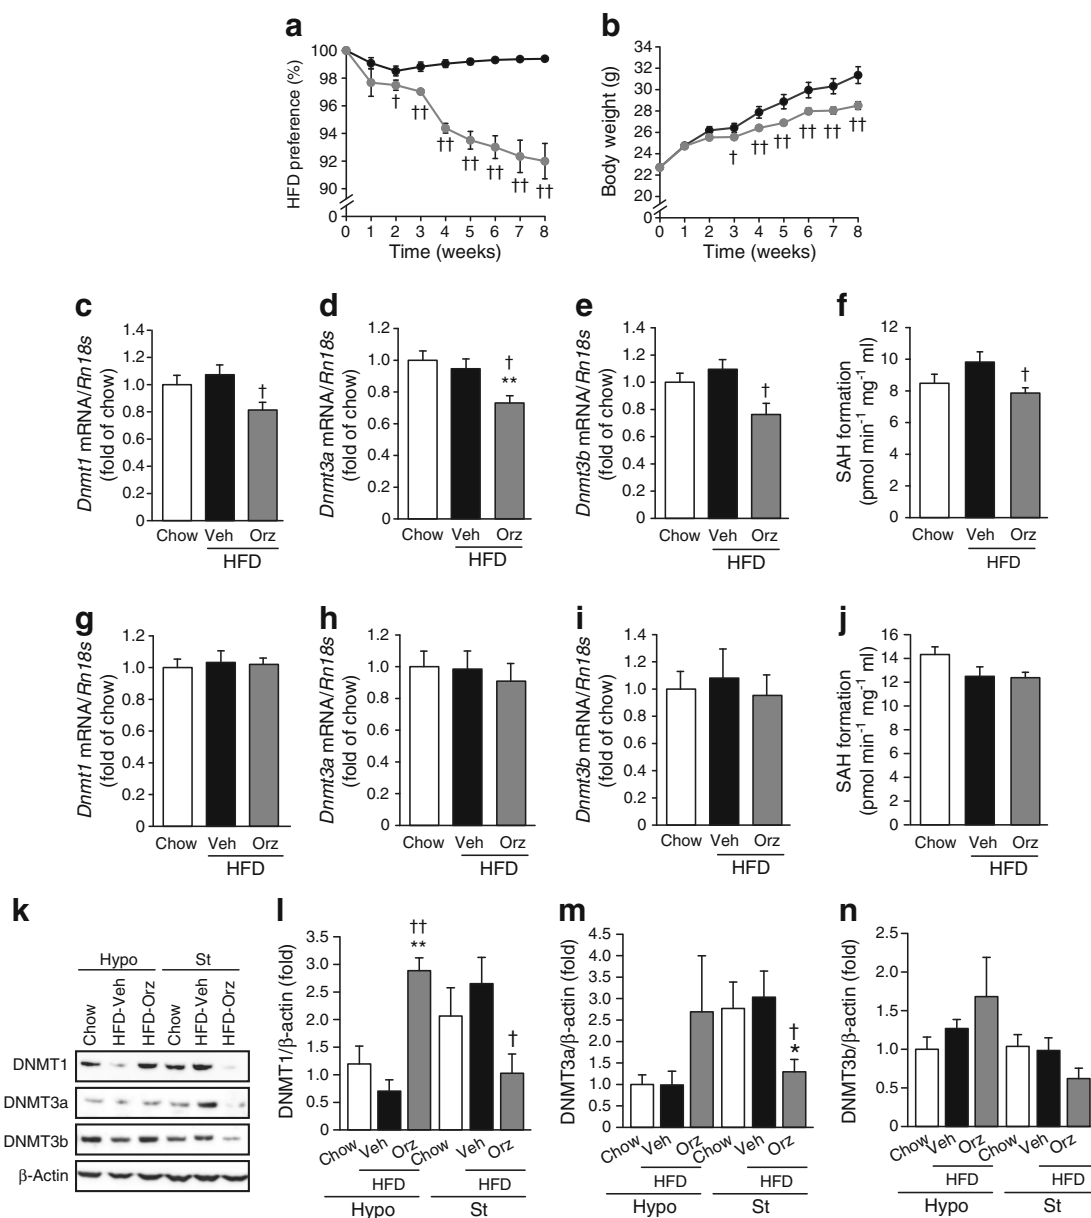 a
HFD preference (%)
100
98
96
94
92
90
0
†
††
††
††
††
††
††
0 1 2 3 4 5 6 7 8
Time (weeks)
b
Body weight (g)
34
32
30
28
26
24
22
20
0
†
††
††
††
††
††
0 1 2 3 4 5 6 7 8
Time (weeks)
c
Dnmt1 mRNA/Rn18s
(fold of chow)
1.4
1.2
1.0
0.8
0.6
0.4
0.2
0
†
Chow Veh Orz
HFD
d
Dnmt3a mRNA/Rn18s
(fold of chow)
1.2
1.0
0.8
0.6
0.4
0.2
0
†
**
Chow Veh Orz
HFD
e
Dnmt3b mRNA/Rn18s
(fold of chow)
1.4
1.2
1.0
0.8
0.6
0.4
0.2
0
†
Chow Veh Orz
HFD
f
SAH formation
(pmol min⁻¹ mg⁻¹ ml)
12
10
8
6
4
2
0
†
Chow Veh Orz
HFD
g
Dnmt1 mRNA/Rn18s
(fold of chow)
1.2
1.0
0.8
0.6
0.4
0.2
0
Chow Veh Orz
HFD
h
Dnmt3a mRNA/Rn18s
(fold of chow)
1.2
1.0
0.8
0.6
0.4
0.2
0
Chow Veh Orz
HFD
i
Dnmt3b mRNA/Rn18s
(fold of chow)
1.4
1.2
1.0
0.8
0.6
0.4
0.2
0
Chow Veh Orz
HFD
j
SAH formation
(pmol min⁻¹ mg⁻¹ ml)
16
14
12
10
8
6
4
2
0
Chow Veh Orz
HFD
k
Hypo St
Chow HFD-Veh HFD-Orz Chow HFD-Veh HFD-Orz
DNMT1
DNMT3a
DNMT3b
β-Actin
l
DNMT1/β-actin (fold)
3.5
3.0
2.5
2.0
1.5
1.0
0.5
0
††
**
†
Chow Veh Orz Chow Veh Orz
HFD HFD
Hypo St
m
DNMT3a/β-actin (fold)
4.5
4.0
3.5
3.0
2.5
2.0
1.5
1.0
0.5
0
†
*
Chow Veh Orz Chow Veh Orz
HFD HFD
Hypo St
n
DNMT3b/β-actin (fold)
2.5
2.0
1.5
1.0
0.5
0
Chow Veh Orz Chow Veh Orz
HFD HFD
Hypo St